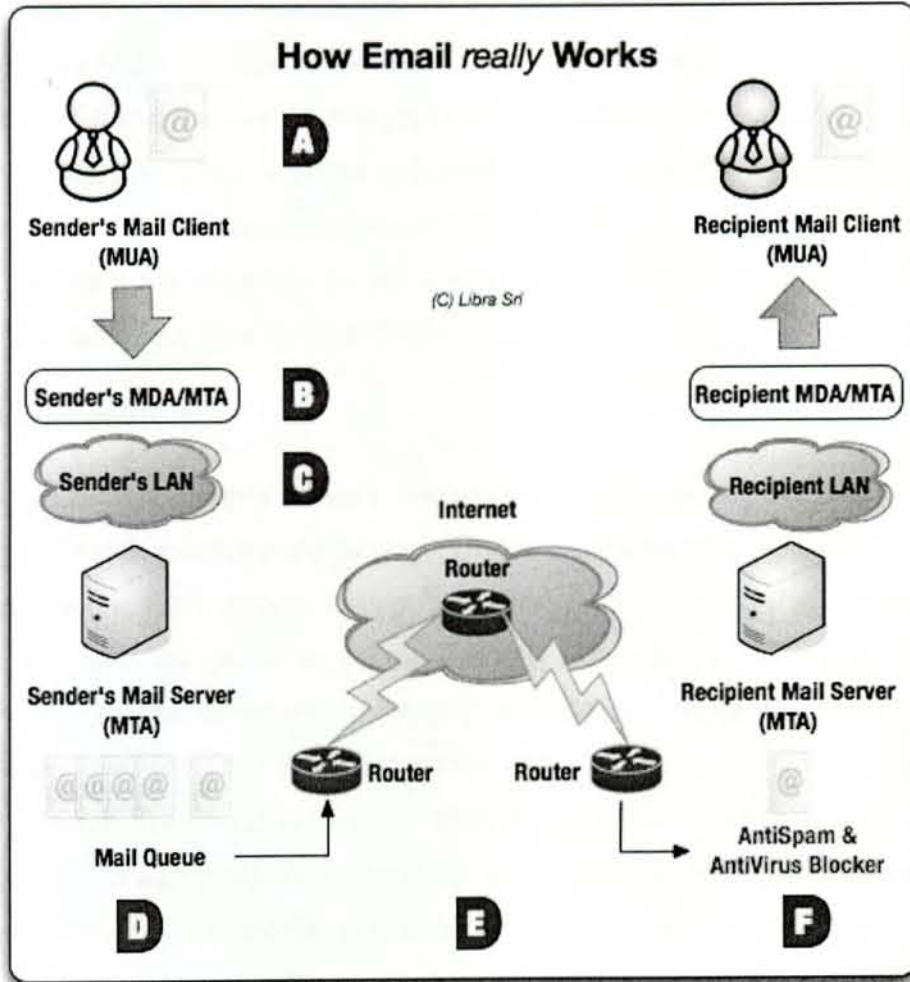 How Email really Works
@
A
@
Sender's Mail Client
(MUA)
Recipient Mail Client
(MUA)
(C) Libra Srl
Sender's MDA/MTA
B
Recipient MDA/MTA
Sender's LAN
C
Recipient LAN
Internet
Router
Sender's Mail Server
(MTA)
Recipient Mail Server
(MTA)
@@@@ @
Router
Router
@
Mail Queue
AntiSpam &
AntiVirus Blocker
D
E
F